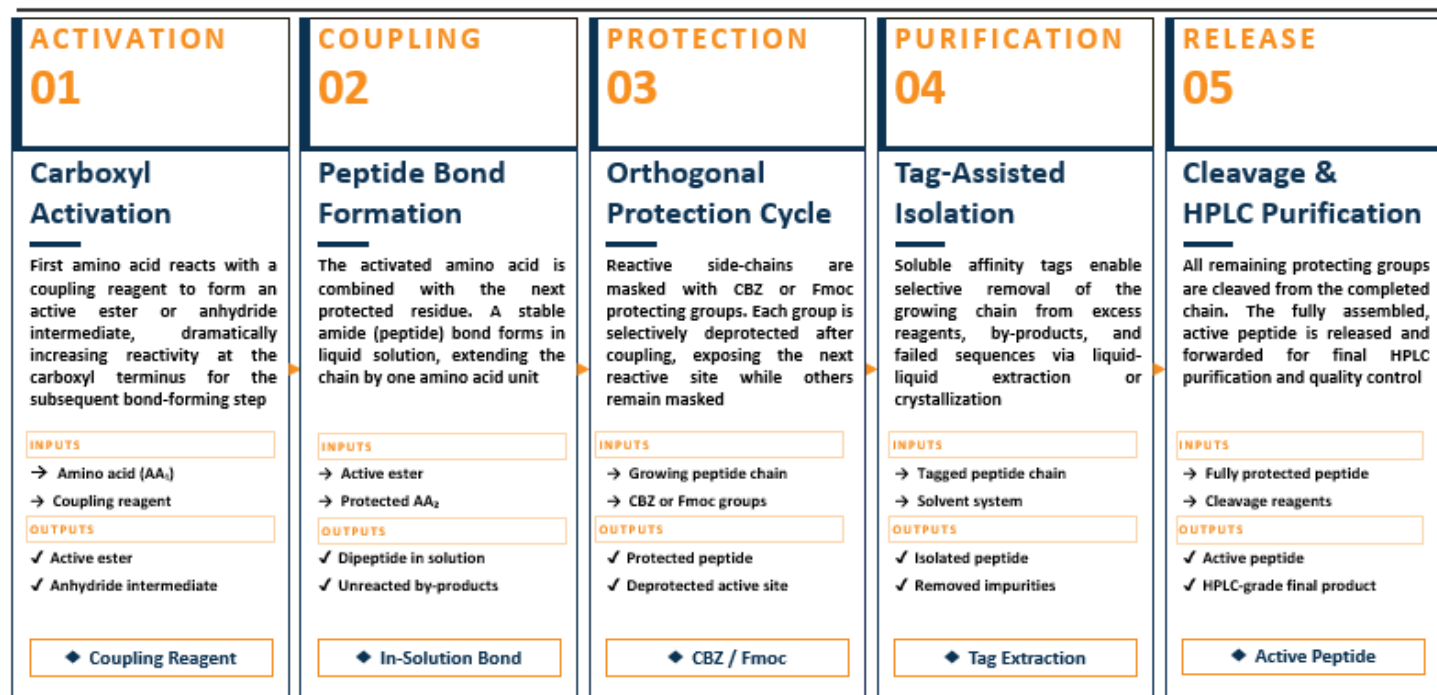 ACTIVATION
01
Carboxyl
Activation
First amino acid reacts with a
coupling reagent to form an
active ester or anhydride
intermediate, dramatically
increasing reactivity at the
carboxyl terminus for the
subsequent bond-forming step
INPUTS
→ Amino acid (AA₁)
→ Coupling reagent
OUTPUTS
✓ Active ester
✓ Anhydride intermediate
◆ Coupling Reagent
COUPLING
02
Peptide Bond
Formation
The activated amino acid is
combined with the next
protected residue. A stable
amide (peptide) bond forms in
liquid solution, extending the
chain by one amino acid unit
INPUTS
→ Active ester
→ Protected AA₂
OUTPUTS
✓ Dipeptide in solution
✓ Unreacted by-products
◆ In-Solution Bond
PROTECTION
03
Orthogonal
Protection Cycle
Reactive side-chains are
masked with CBZ or Fmoc
protecting groups. Each group is
selectively deprotected after
coupling, exposing the next
reactive site while others
remain masked
INPUTS
→ Growing peptide chain
→ CBZ or Fmoc groups
OUTPUTS
✓ Protected peptide
✓ Deprotected active site
◆ CBZ / Fmoc
PURIFICATION
04
Tag-Assisted
Isolation
Soluble affinity tags enable
selective removal of the
growing chain from excess
reagents, by-products, and
failed sequences via liquid-
liquid extraction or
crystallization
INPUTS
→ Tagged peptide chain
→ Solvent system
OUTPUTS
✓ Isolated peptide
✓ Removed impurities
◆ Tag Extraction
RELEASE
05
Cleavage &
HPLC Purification
All remaining protecting groups
are cleaved from the completed
chain. The fully assembled,
active peptide is released and
forwarded for final HPLC
purification and quality control
INPUTS
→ Fully protected peptide
→ Cleavage reagents
OUTPUTS
✓ Active peptide
✓ HPLC-grade final product
◆ Active Peptide